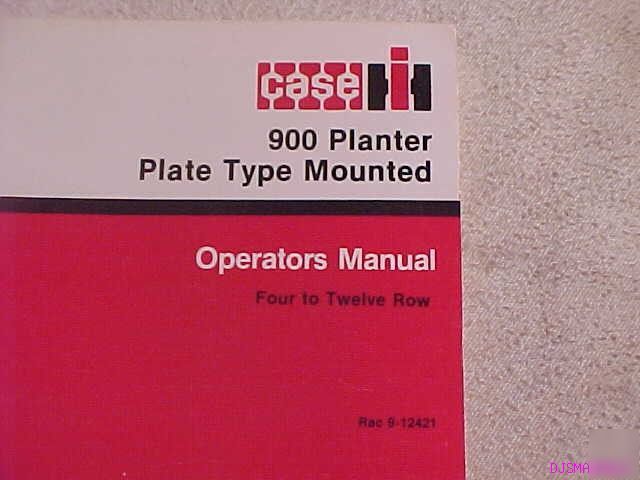 case IH
900 Planter
Plate Type Mounted
Operators Manual
Four to Twelve Row
Rac 9-12421